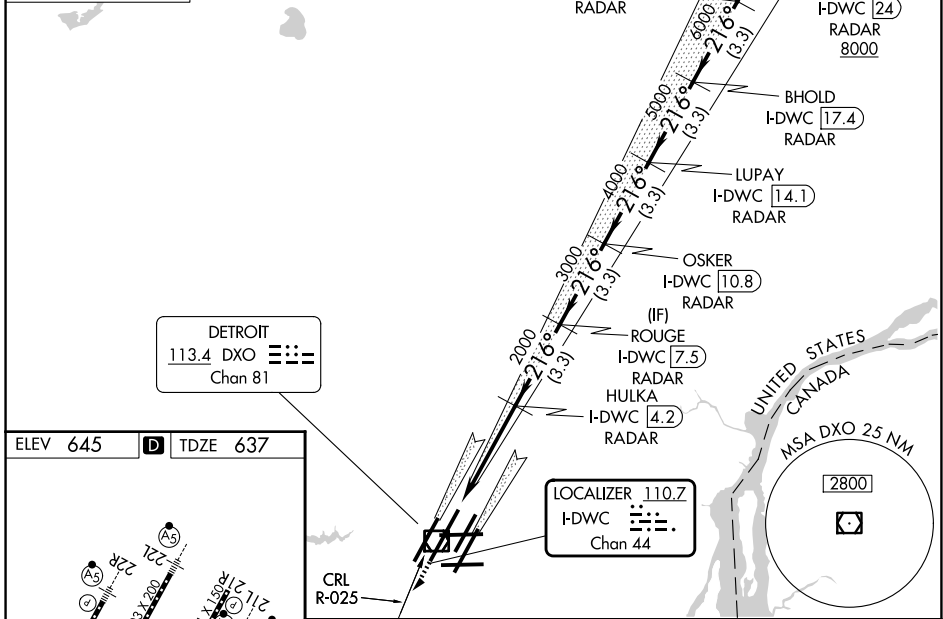 RADAR
I-DWC 24
RADAR
8000
6000
216°
(3.3)
BHOLD
I-DWC 17.4
RADAR
5000
216°
(3.3)
LUPAY
I-DWC 14.1
RADAR
4000
216°
(3.3)
OSKER
I-DWC 10.8
RADAR
3000
216°
(3.3)
(IF)
ROUGE
I-DWC 7.5
RADAR
2000
216°
(3.3)
HULKA
I-DWC 4.2
RADAR
DETROIT
113.4 DXO
Chan 81
UNITED STATES
CANADA
MSA DXO 25 NM
2800
LOCALIZER 110.7
I-DWC
Chan 44
CRL
R-025
ELEV 645 D TDZE 637
A5
22R
P
A5
22L
3 X 200
21R
X 150
P
21L